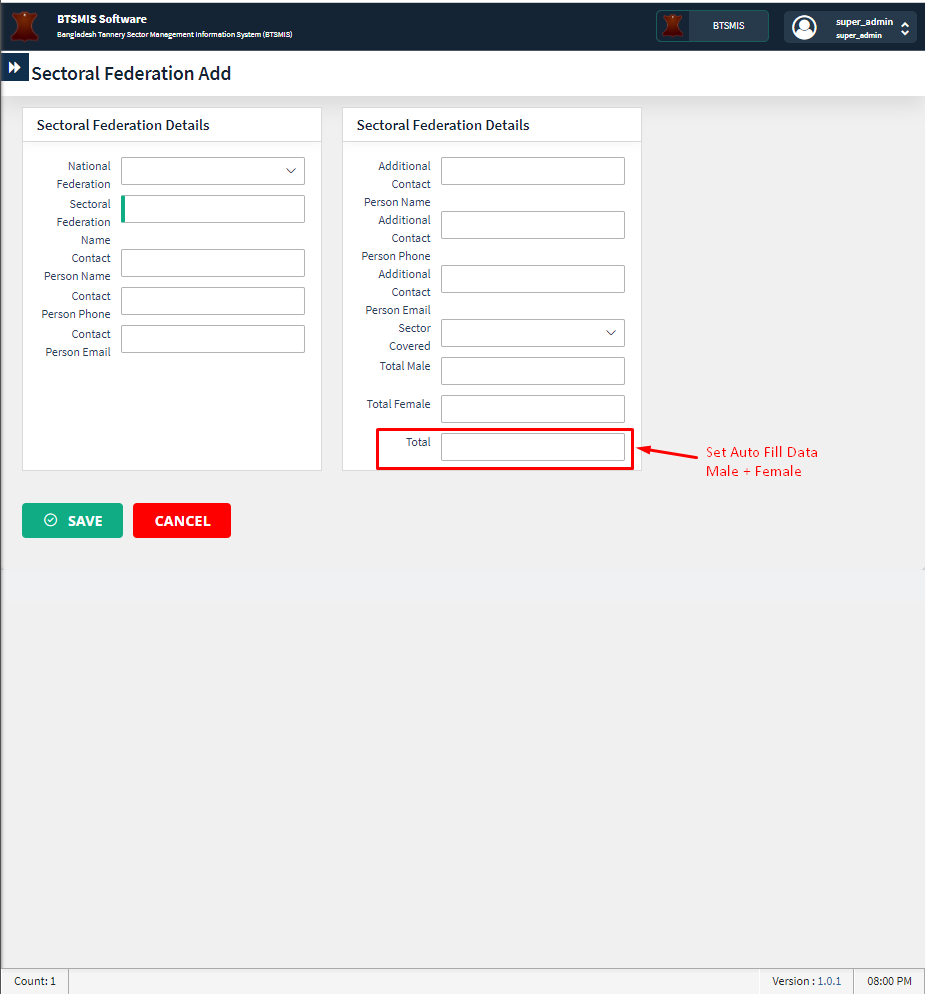 BTSMIS Software
Bangladesh Tannery Sector Management Information System (BTSMIS)
BTSMIS
super_admin
super_admin
Sectoral Federation Add
Sectoral Federation Details
National
Federation
Sectoral
Federation
Name
Contact
Person Name
Contact
Person Phone
Contact
Person Email
Sectoral Federation Details
Additional
Contact
Person Name
Additional
Contact
Person Phone
Additional
Contact
Person Email
Sector
Covered
Total Male
Total Female
Total
Set Auto Fill Data
Male + Female
SAVE
CANCEL
Count: 1
Version : 1.0.1
08:00 PM